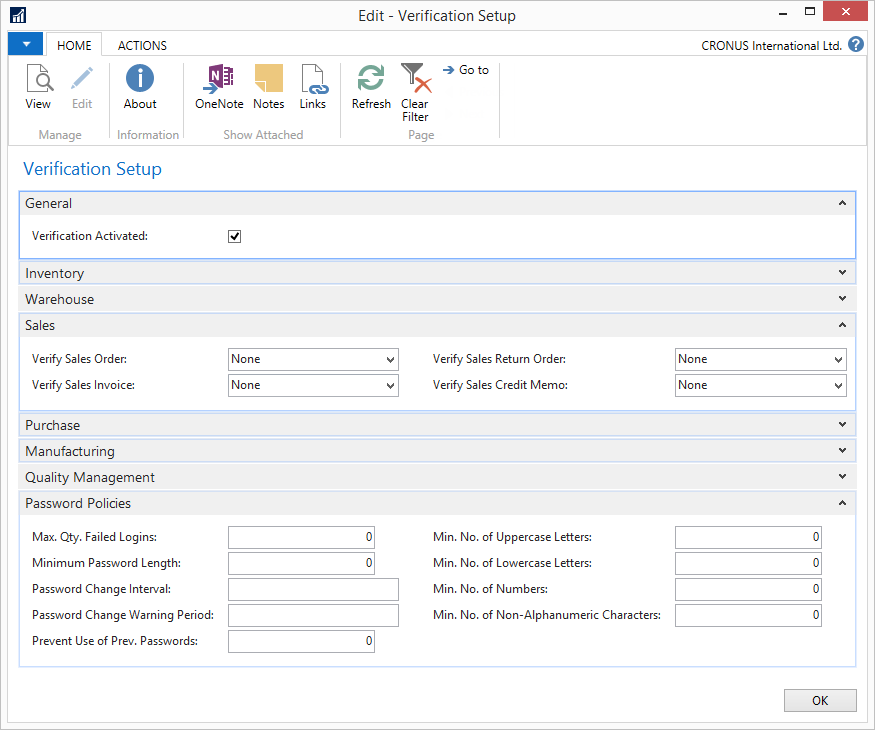 Edit - Verification Setup
HOME ACTIONS CRONUS International Ltd. ?
View Edit About OneNote Notes Links Refresh Clear Filter Go to
Manage Information Show Attached Page
Verification Setup
General
Verification Activated:
Inventory
Warehouse
Sales
Verify Sales Order: None Verify Sales Return Order: None
Verify Sales Invoice: None Verify Sales Credit Memo: None
Purchase
Manufacturing
Quality Management
Password Policies
Max. Qty. Failed Logins: 0 Min. No. of Uppercase Letters: 0
Minimum Password Length: 0 Min. No. of Lowercase Letters: 0
Password Change Interval: Min. No. of Numbers: 0
Password Change Warning Period: Min. No. of Non-Alphanumeric Characters: 0
Prevent Use of Prev. Passwords: 0
OK